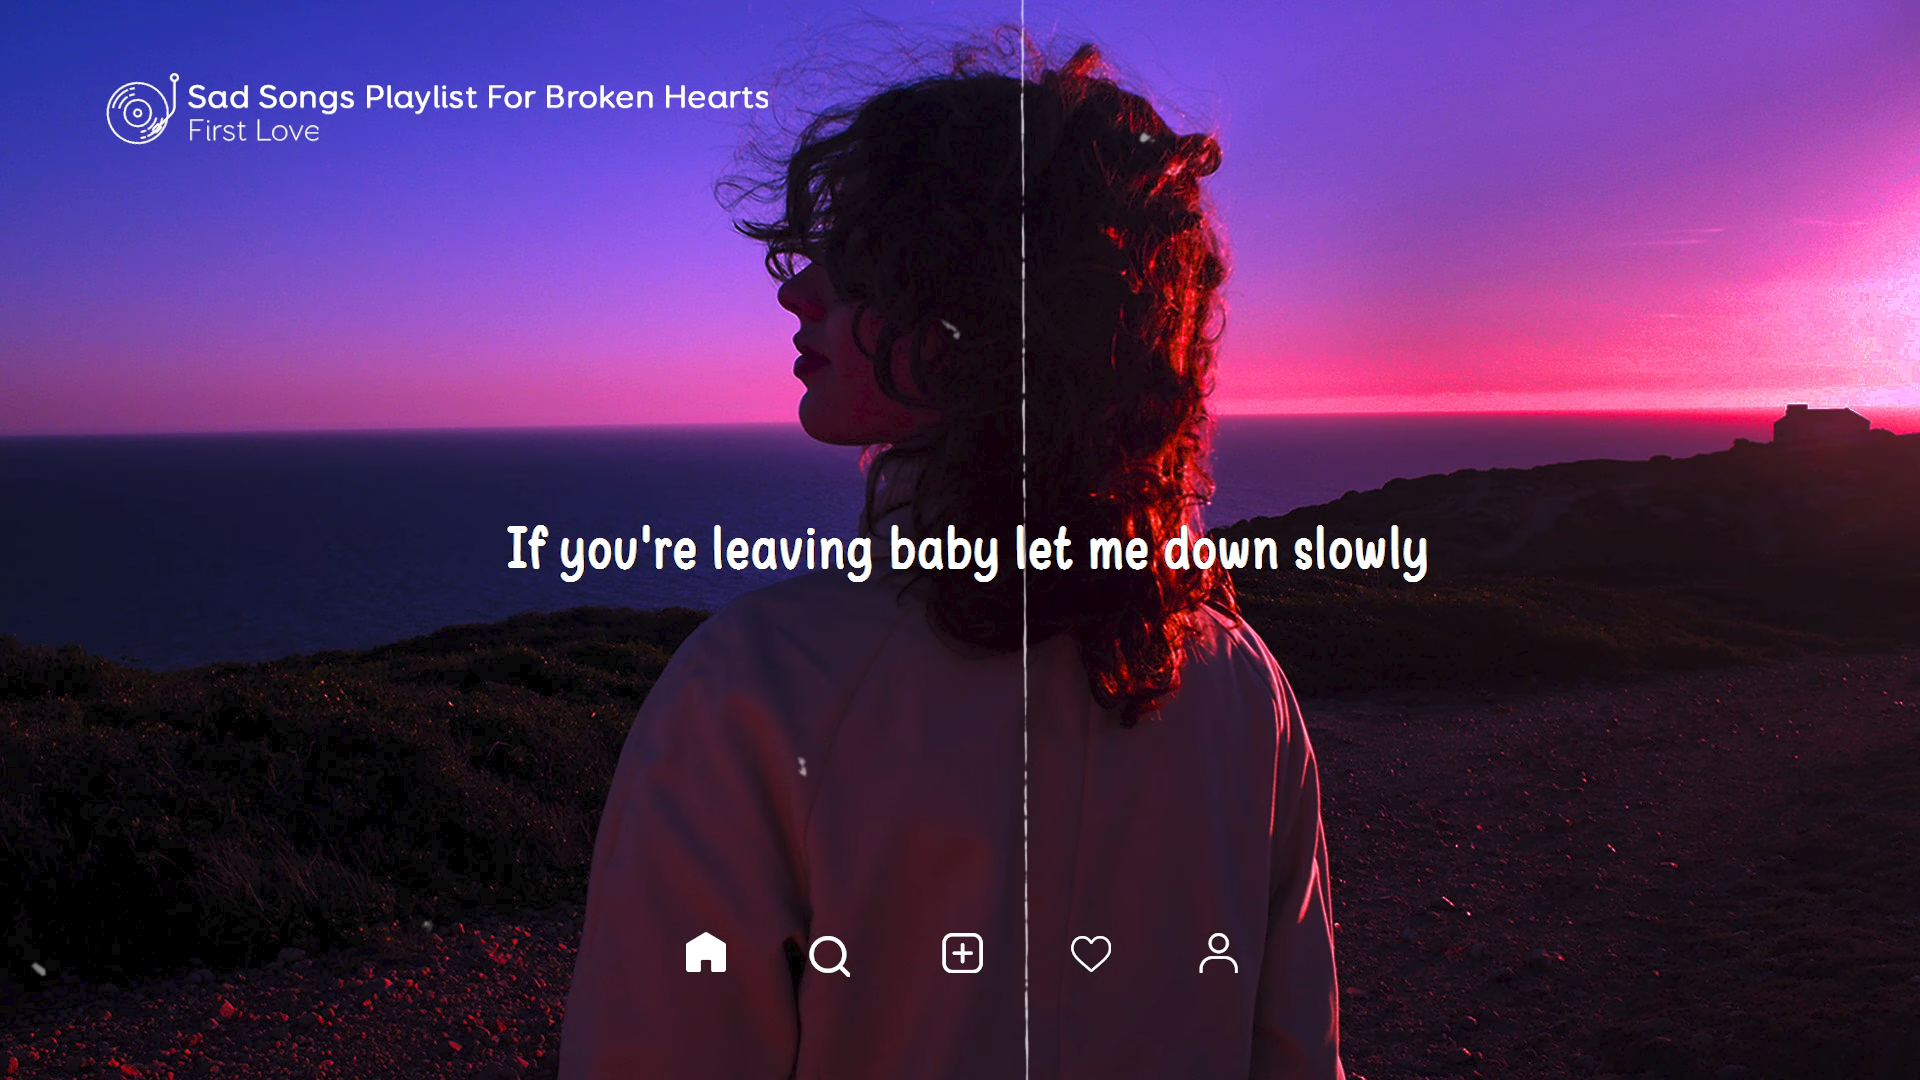 Sad Songs Playlist For Broken Hearts
First Love
If you're leaving baby let me down slowly